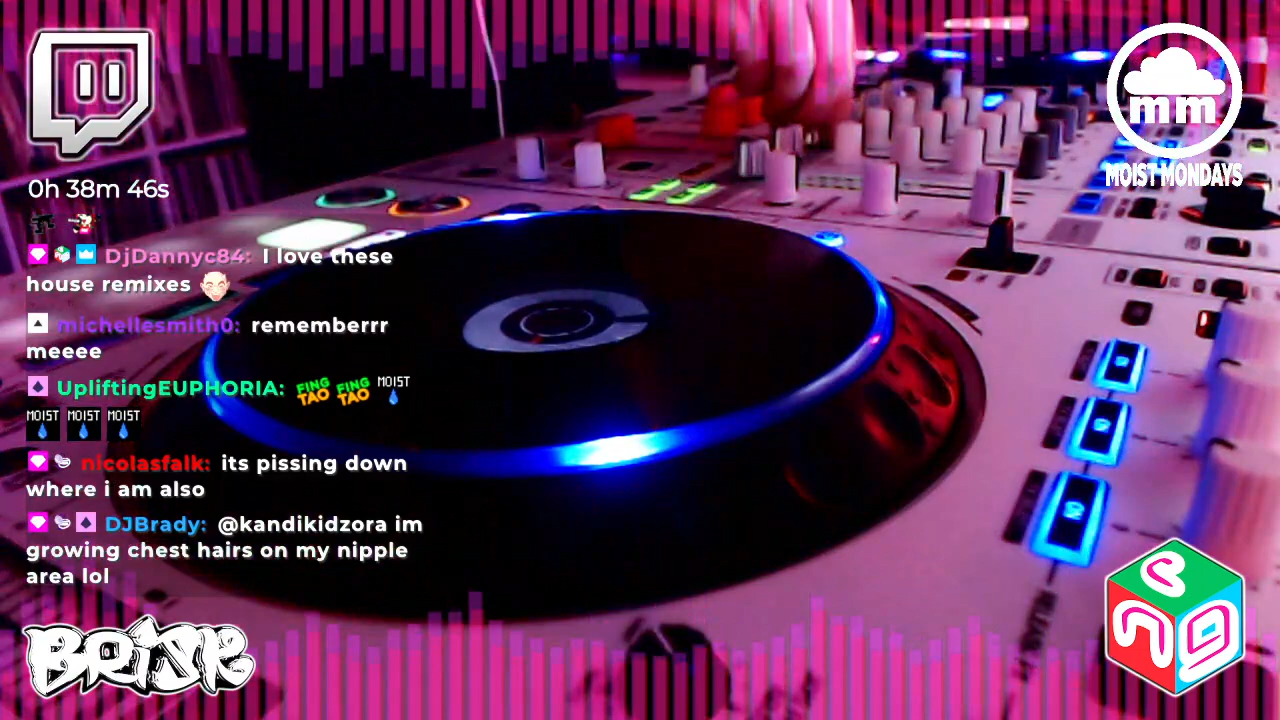 0h 38m 46s
mm
MOIST MONDAYS
DjDannyc84: I love these
house remixes
michellesmith0: rememberrr
meeee
UpliftingEUPHORIA: FING TAO FING TAO MOIST
MOIST MOIST MOIST
nicolasfalk: its pissing down
where i am also
DJBrady: @kandikidzora im
growing chest hairs on my nipple
area lol
BRISK